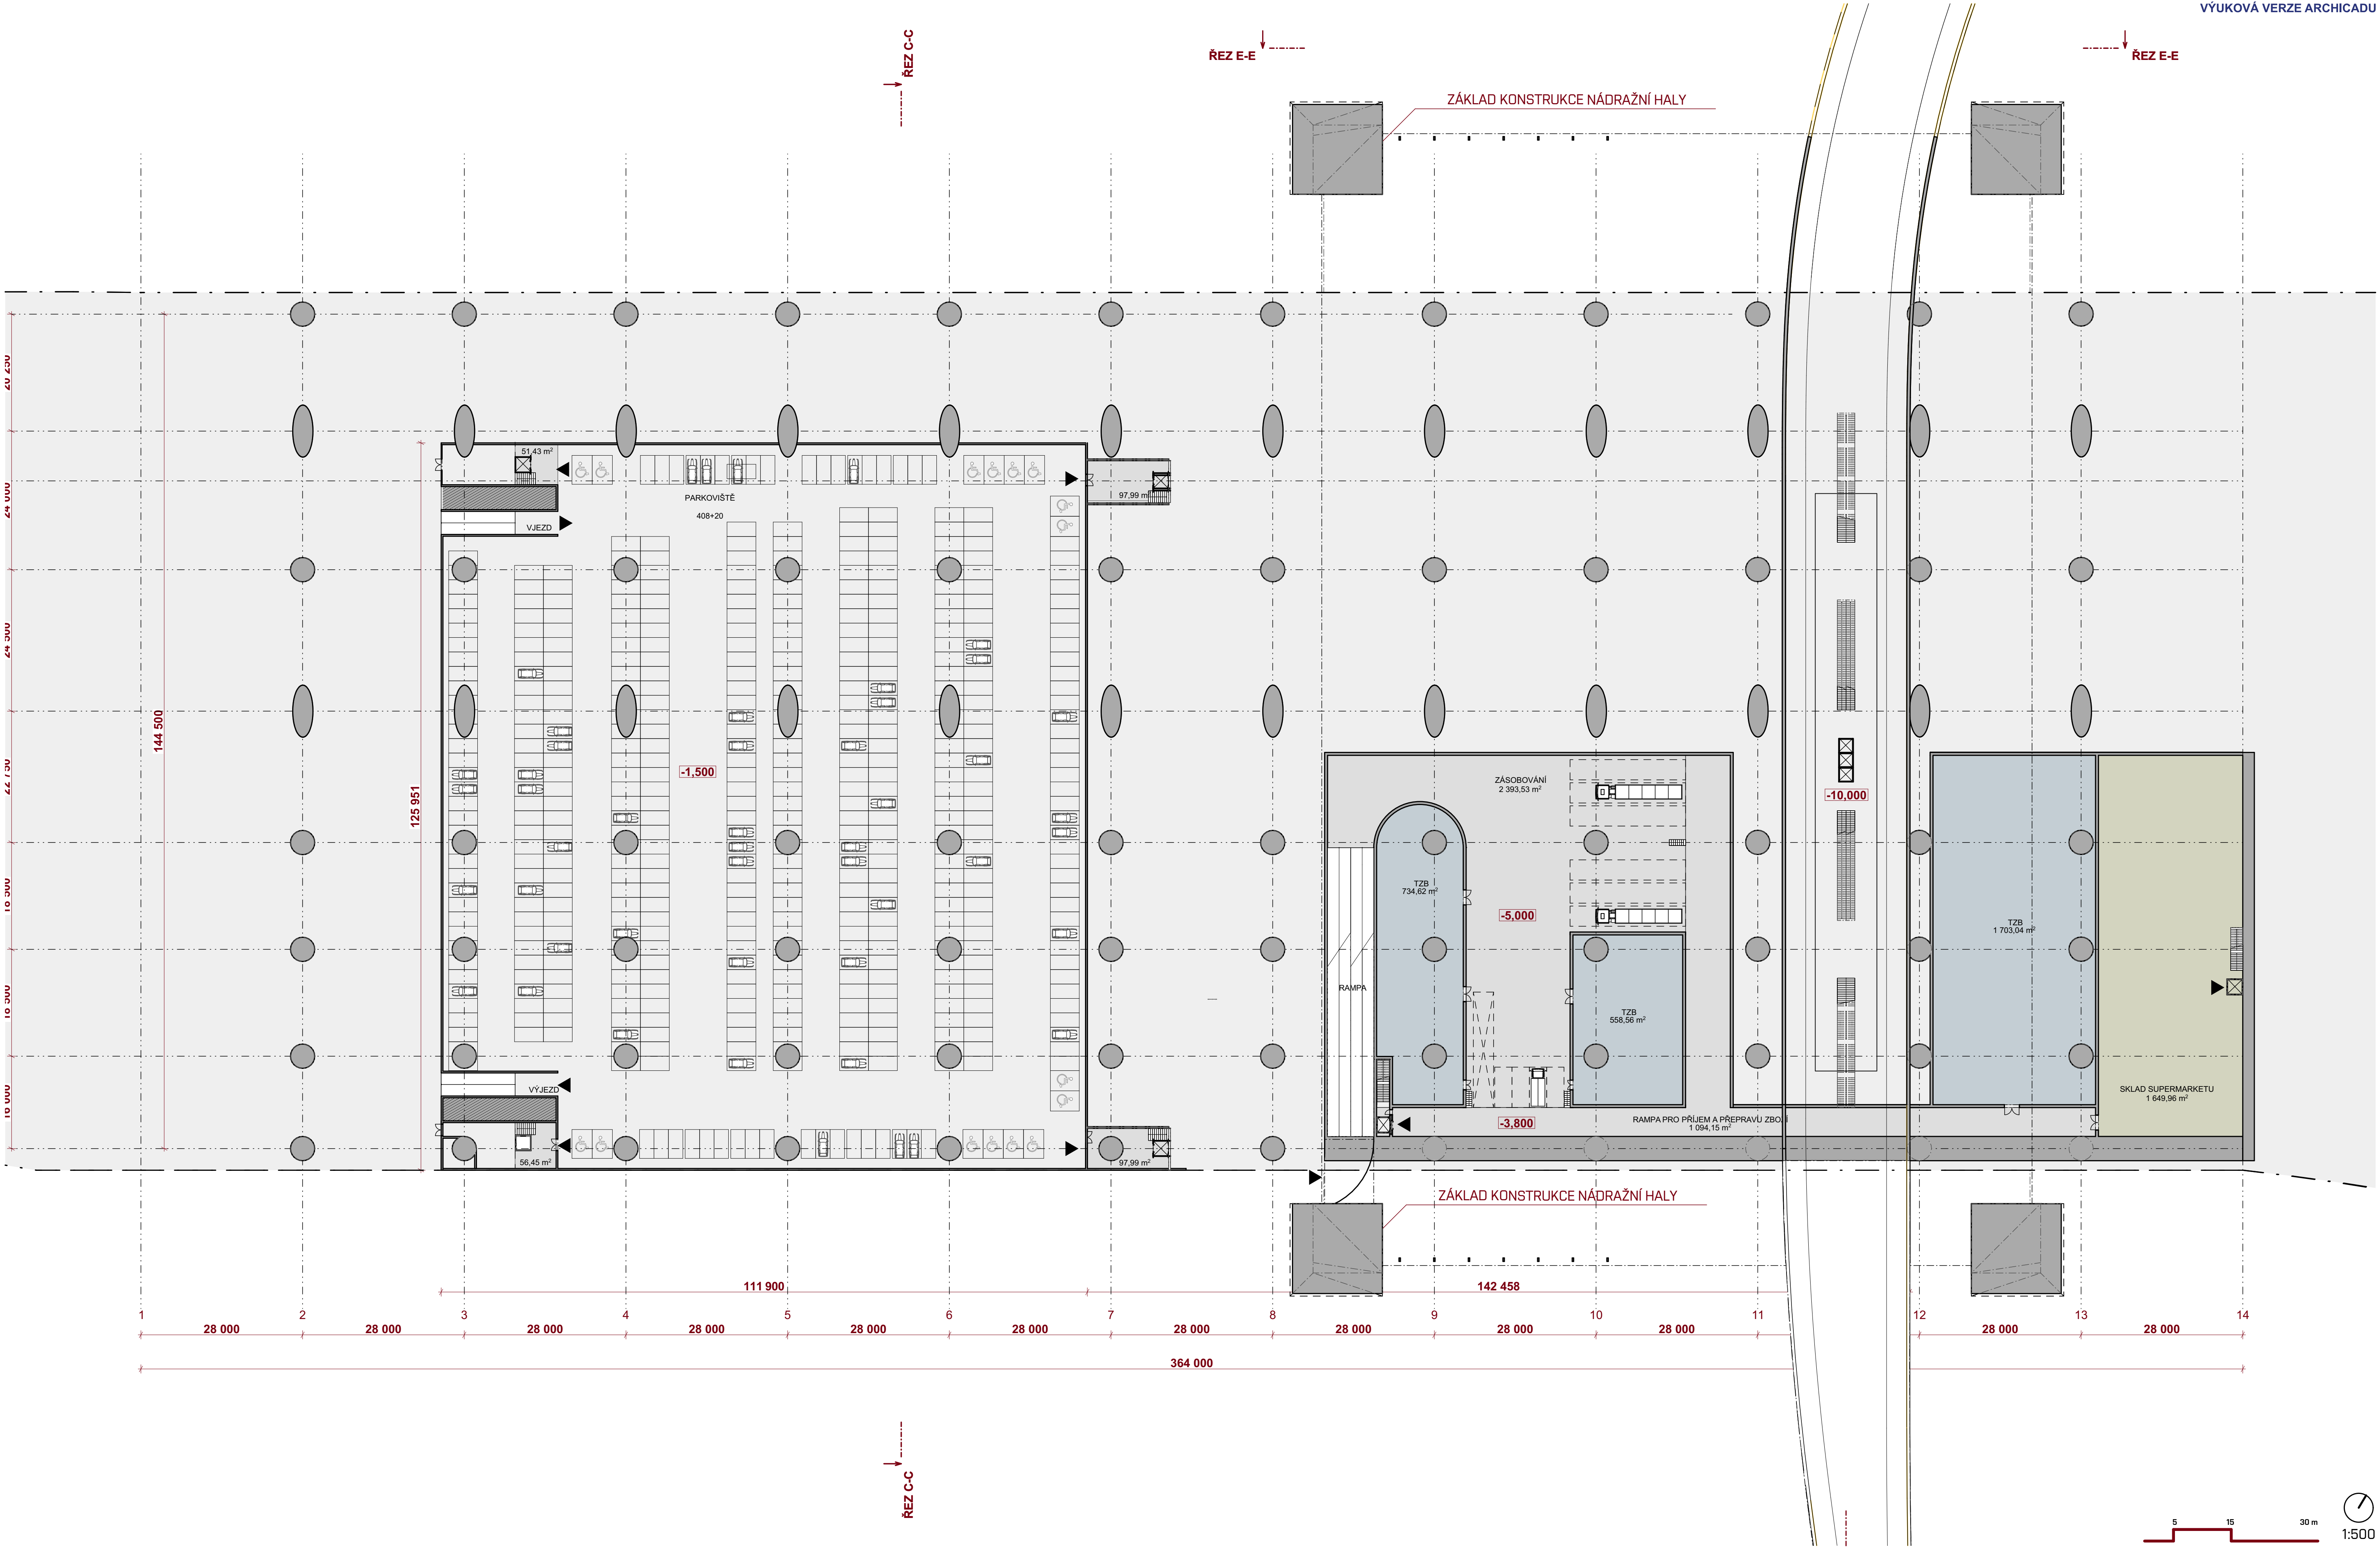 VÝUKOVÁ VERZE ARCHICADU
ŘEZ C-C
ŘEZ E-E
ŘEZ E-E
ZÁKLAD KONSTRUKCE NÁDRAŽNÍ HALY
51,43 m²
PARKOVIŠTĚ
408+20
97,99 m²
VJEZD
144 500
125 951
-1,500
ZÁSOBOVÁNÍ
2 393,53 m²
-10,000
TZB
734,62 m²
-5,000
TZB
1 703,04 m²
RAMPA
TZB
558,56 m²
VÝJEZD
SKLAD SUPERMARKETU
1 649,96 m²
-3,800
RAMPA PRO PŘÍJEM A PŘEPRAVU ZBOŽÍ
1 094,15 m²
56,45 m²
97,99 m²
ZÁKLAD KONSTRUKCE NÁDRAŽNÍ HALY
111 900
142 458
1 2 3 4 5 6 7 8 9 10 11 12 13 14
28 000 28 000 28 000 28 000 28 000 28 000 28 000 28 000 28 000 28 000 28 000 28 000
364 000
ŘEZ C-C
5 15 30 m
1:500